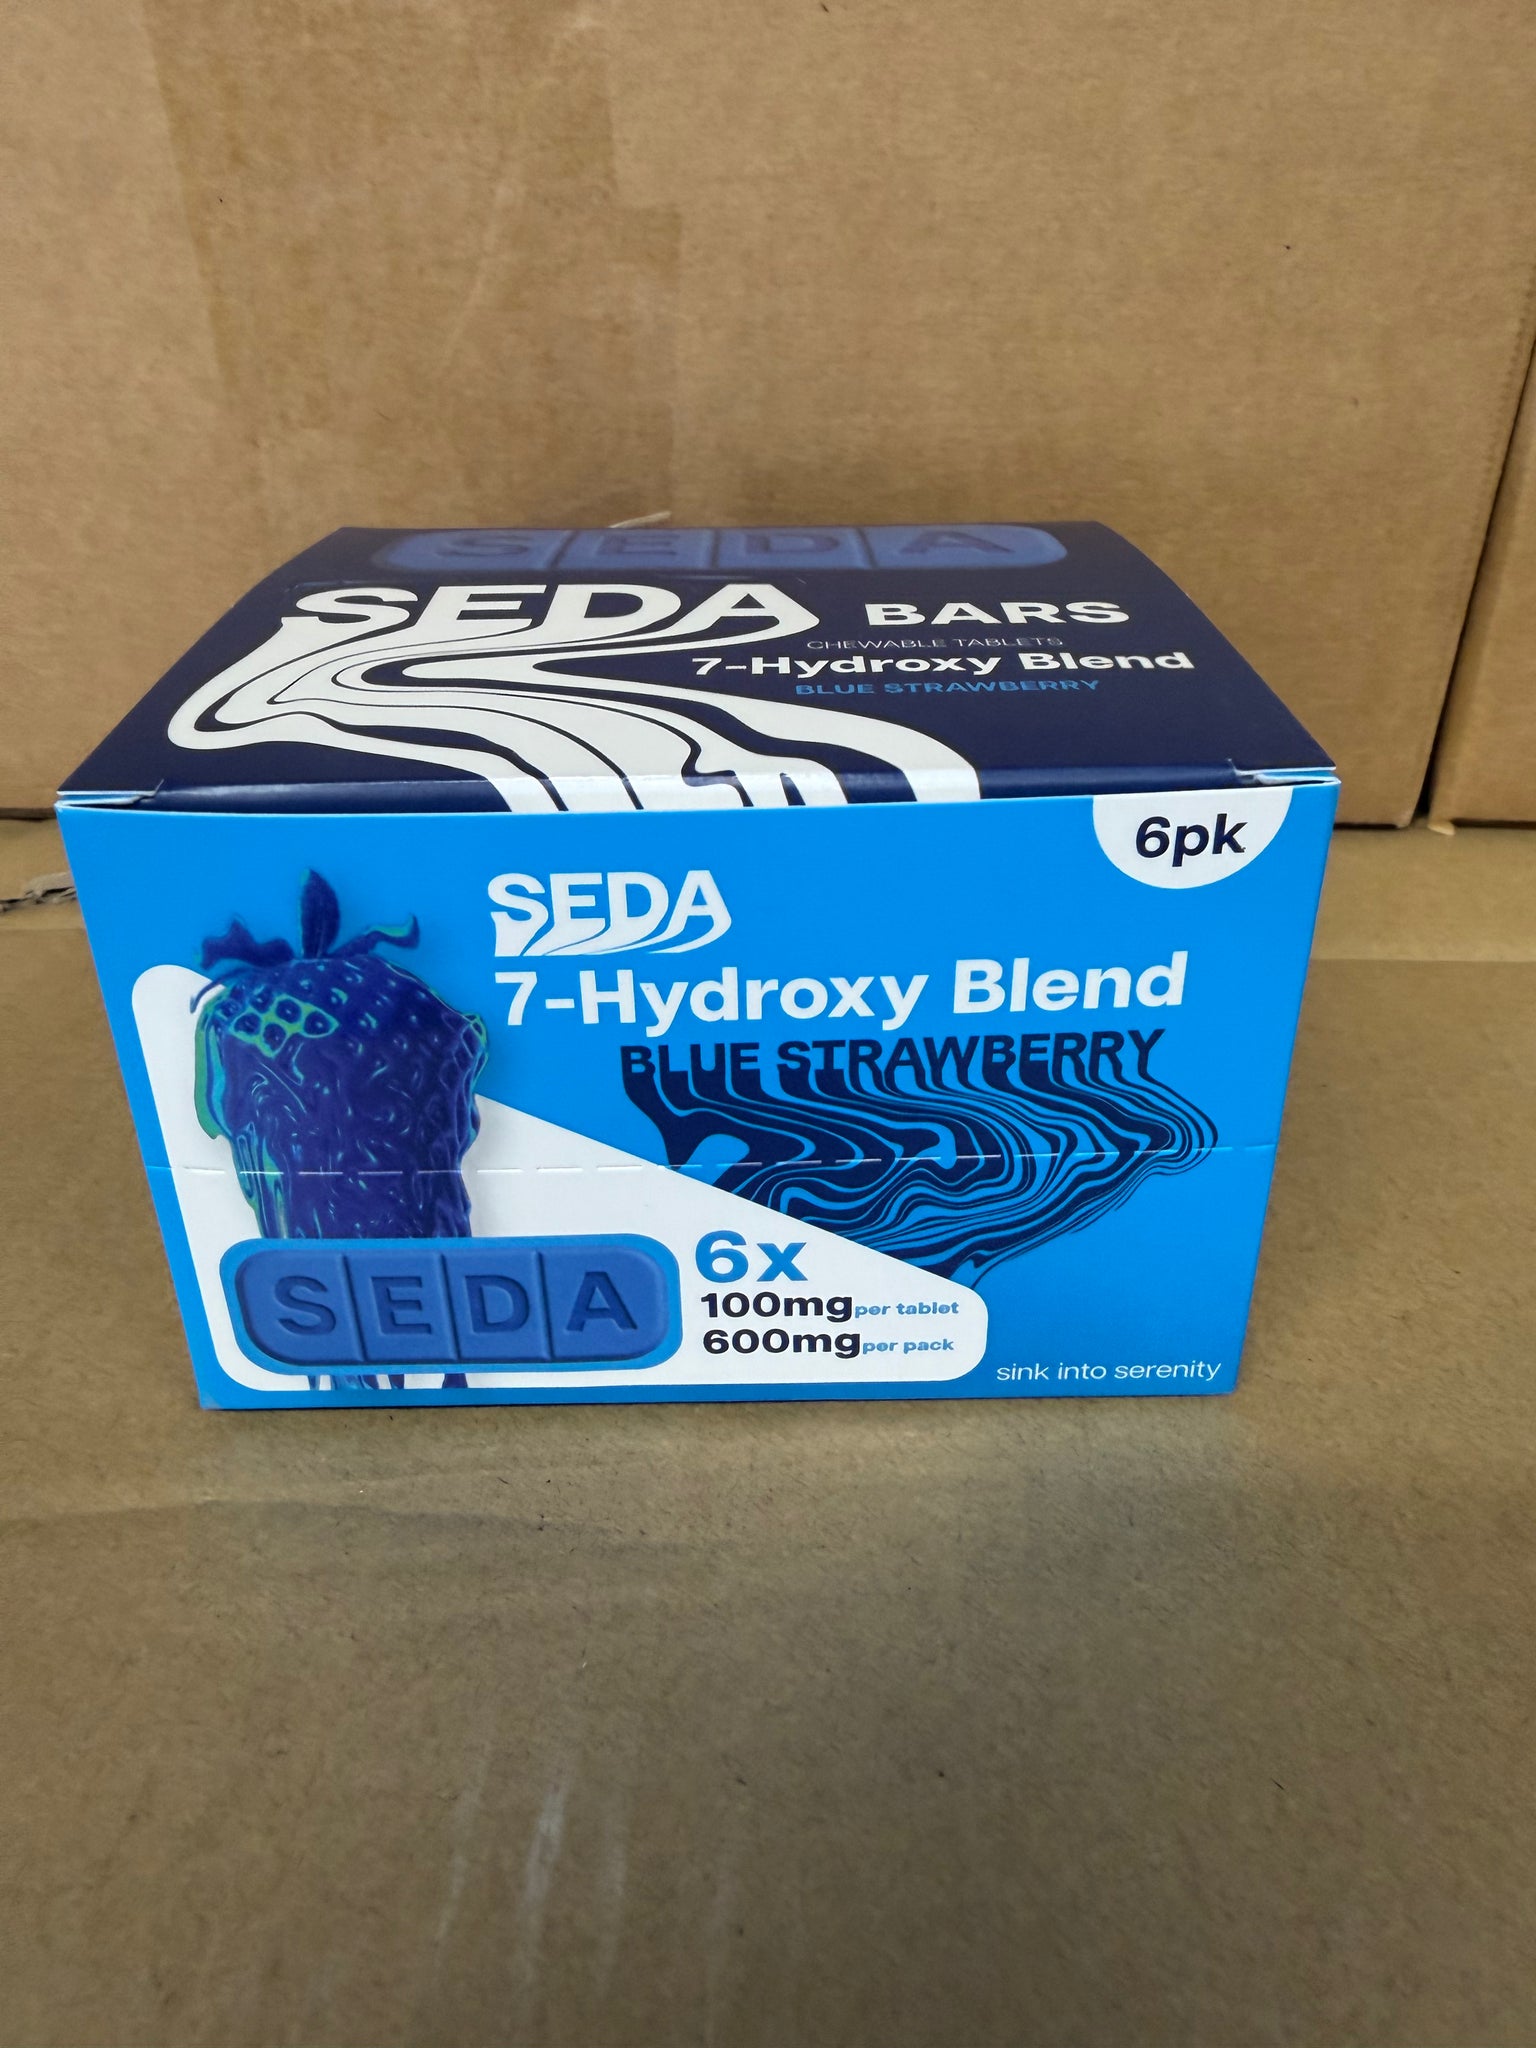 SEDA
SEDA BARS
CHEWABLE TABLETS
7-Hydroxy Blend
BLUE STRAWBERRY
6pk
SEDA
7-Hydroxy Blend
BLUE STRAWBERRY
SEDA
6x
100mg per tablet
600mg per pack
sink into serenity